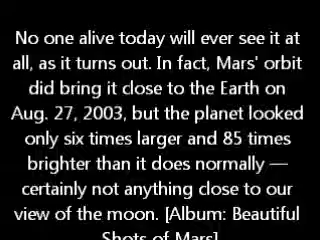 No one alive today will ever see it at
all, as it turns out. In fact, Mars' orbit
did bring it close to the Earth on
Aug. 27, 2003, but the planet looked
only six times larger and 85 times
brighter than it does normally —
certainly not anything close to our
view of the moon. [Album: Beautiful
Shots of Mars]